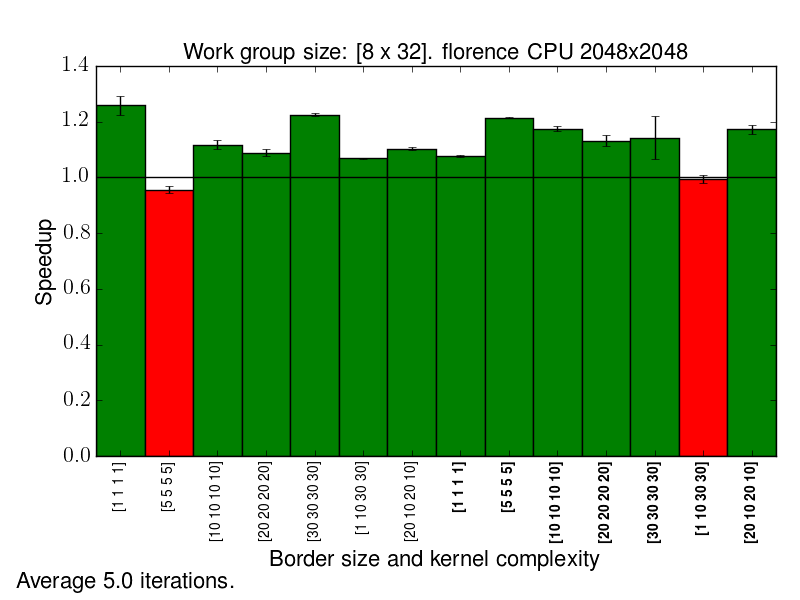 Work group size: [8 x 32]. florence CPU 2048x2048
1.4
1.2
1.0
0.8
0.6
0.4
0.2
0.0
Speedup
[1 1 1 1]
[5 5 5 5]
[10 10 10 10]
[20 20 20 20]
[30 30 30 30]
[1 10 30 30]
[20 10 20 10]
[1 1 1 1]
[5 5 5 5]
[10 10 10 10]
[20 20 20 20]
[30 30 30 30]
[1 10 30 30]
[20 10 20 10]
Border size and kernel complexity
Average 5.0 iterations.